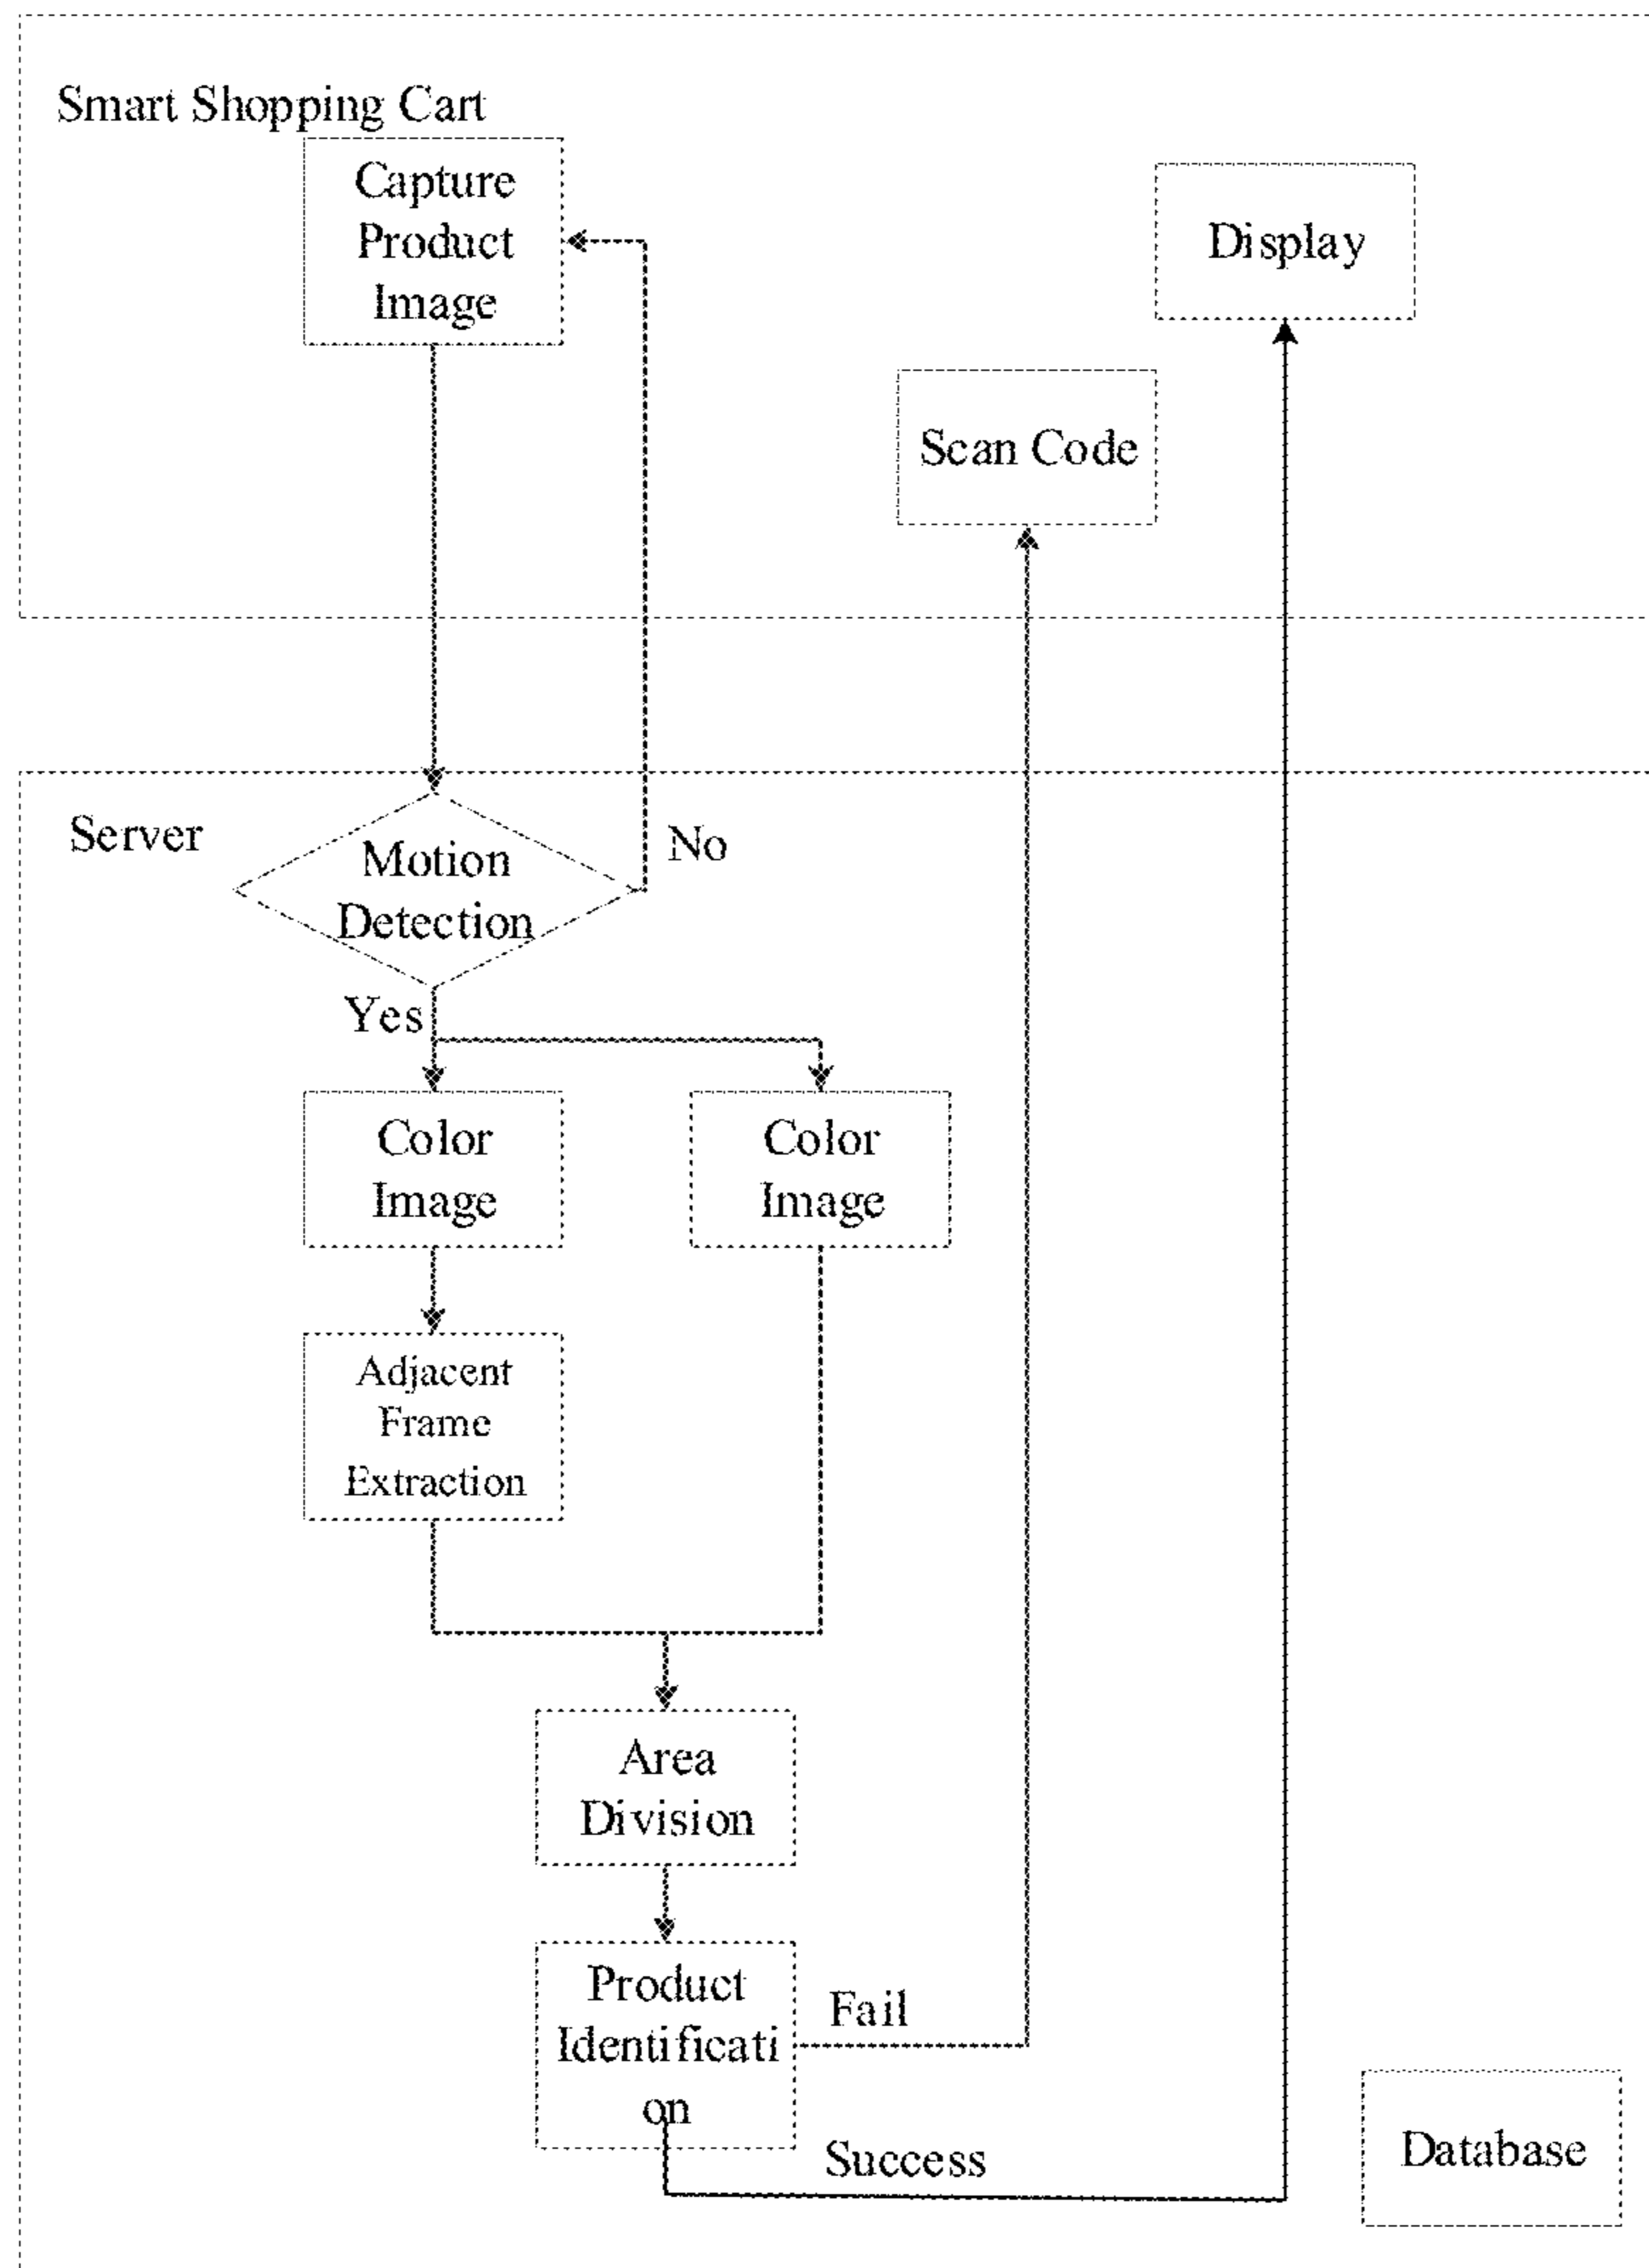 Smart Shopping Cart
Capture
Product
Image
Display
Scan Code
Server
Motion
Detection
No
Yes
Color
Image
Color
Image
Adjacent
Frame
Extraction
Area
Division
Product
Identificati
on
Fail
Success
Database